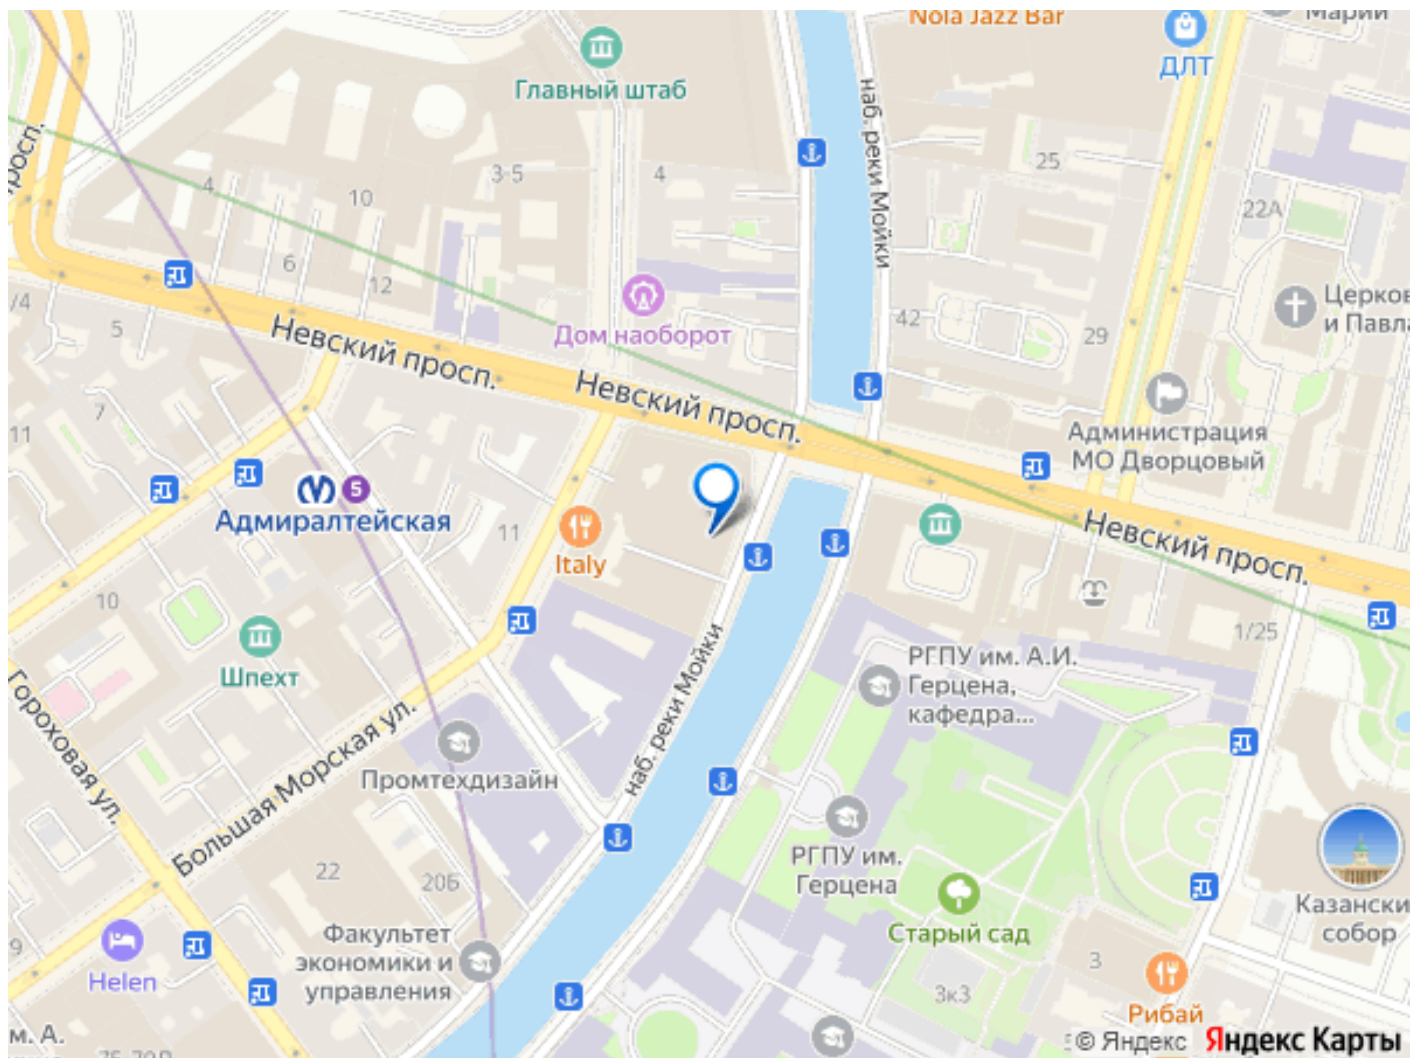 Nola Jazz Bar
Марии
ДЛТ
Главный штаб
наб. реки Мойки
просп.
3-5
4
4
10
25
22А
6
12
/4
5
Дом наоборот
42
29
Церков
и Павла
Невский просп.
Невский просп.
7
11
Администрация
МО Дворцовый
5
Адмиралтейская
11
Italy
Невский просп.
10
Шпехт
1/25
РГПУ им. А.И.
Герцена,
кафедра...
наб. реки Мойки
Гороховая ул.
Большая Морская ул.
Промтехдизайн
РГПУ им.
Герцена
22
20Б
Казански
собор
Старый сад
9
Helen
Факультет
экономики и
управления
3
3к3
Рибай
м. А.
© Яндекс Яндекс Карты